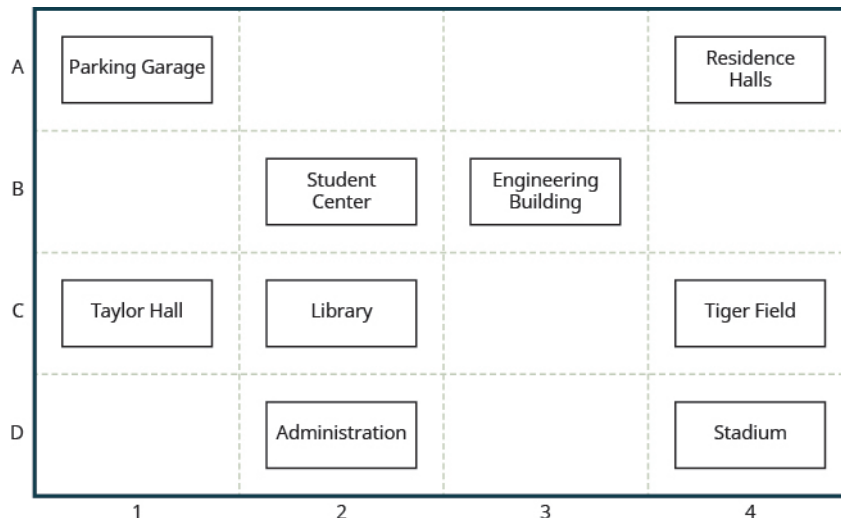 A
Parking Garage
Residence
Halls
B
Student
Center
Engineering
Building
C
Taylor Hall
Library
Tiger Field
D
Administration
Stadium
1
2
3
4